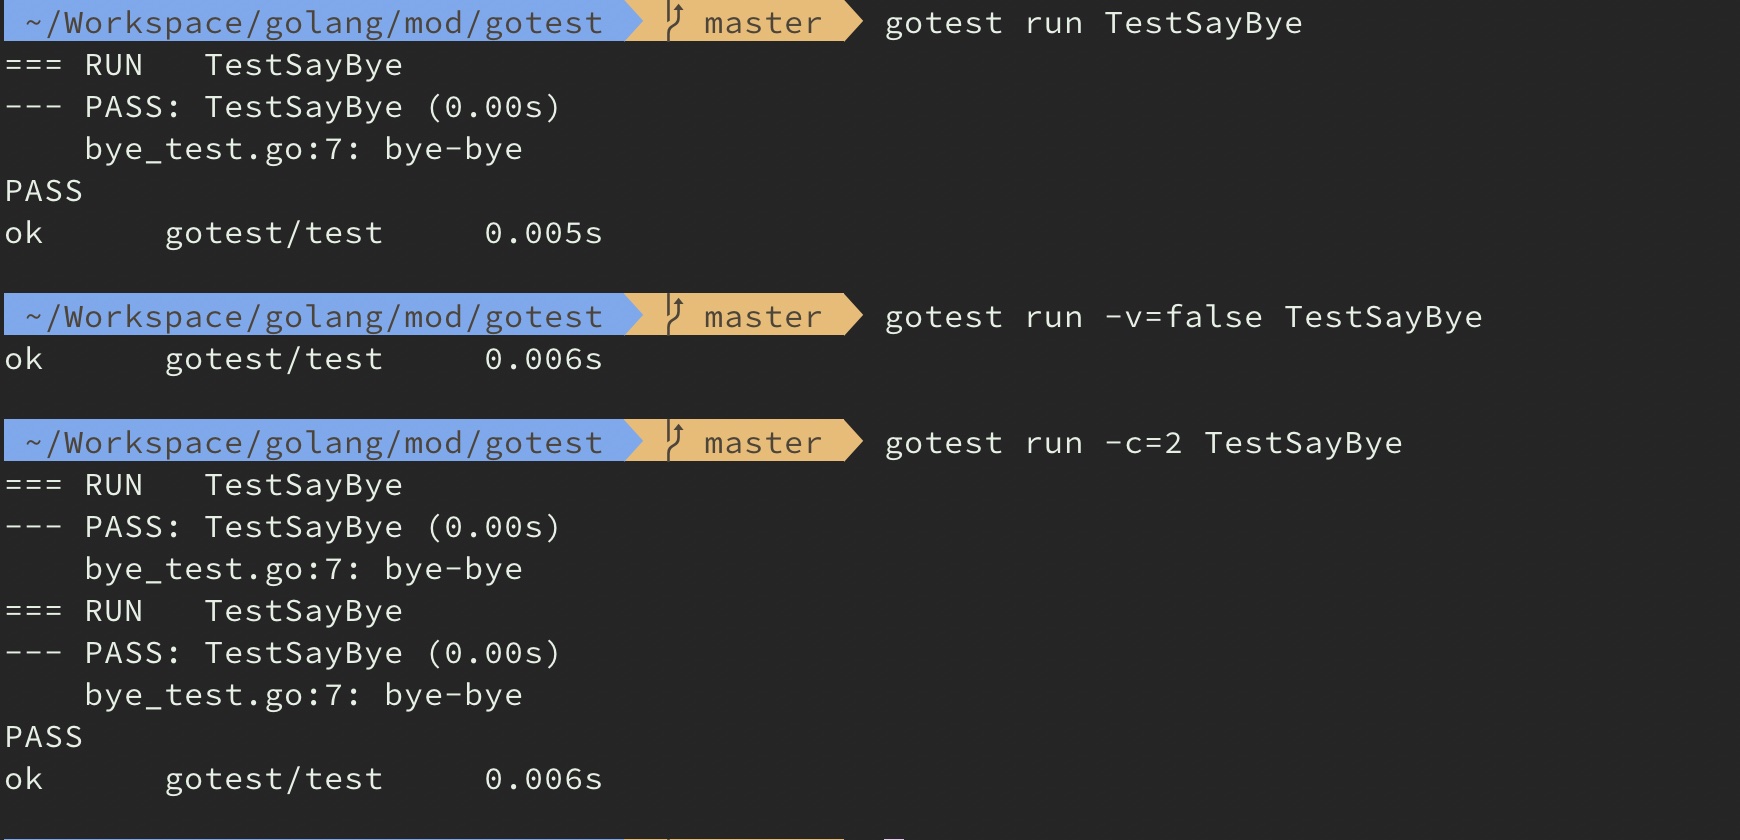 ~/Workspace/golang/mod/gotest master gotest run TestSayBye
=== RUN   TestSayBye
--- PASS: TestSayBye (0.00s)
    bye_test.go:7: bye-bye
PASS
ok      gotest/test     0.005s
~/Workspace/golang/mod/gotest master gotest run -v=false TestSayBye
ok      gotest/test     0.006s
~/Workspace/golang/mod/gotest master gotest run -c=2 TestSayBye
=== RUN   TestSayBye
--- PASS: TestSayBye (0.00s)
    bye_test.go:7: bye-bye
=== RUN   TestSayBye
--- PASS: TestSayBye (0.00s)
    bye_test.go:7: bye-bye
PASS
ok      gotest/test     0.006s